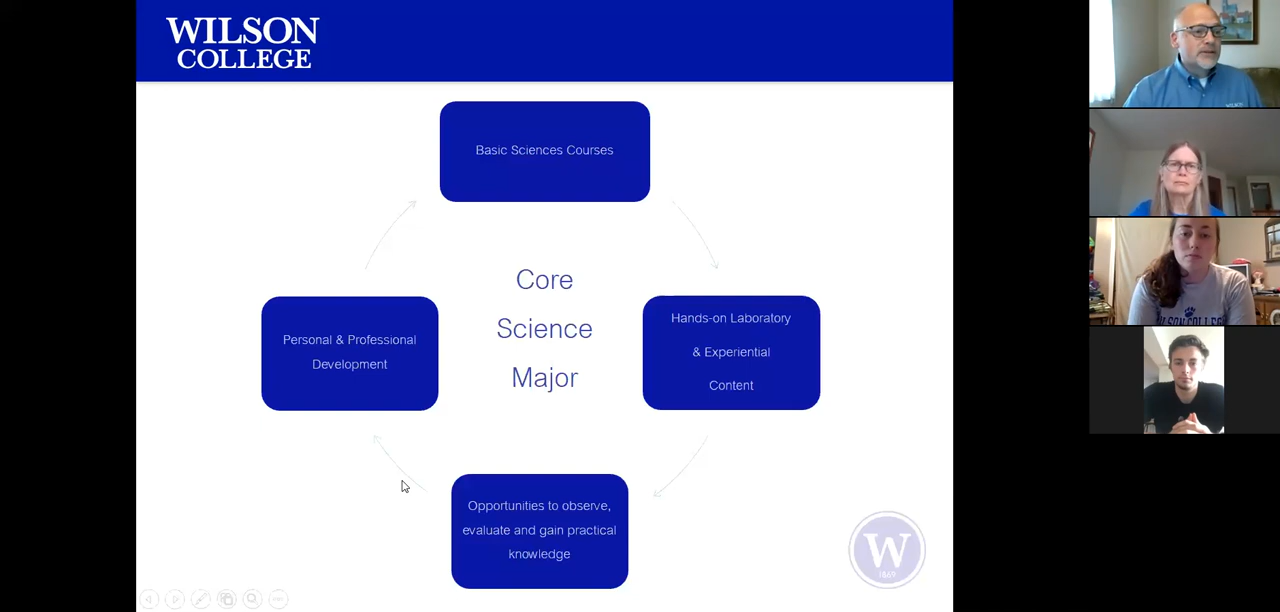 WILSON
COLLEGE
Basic Sciences Courses
Core
Science
Major
Personal & Professional
Development
Hands-on Laboratory
& Experiential
Content
Opportunities to observe,
evaluate and gain practical
knowledge
W
1869